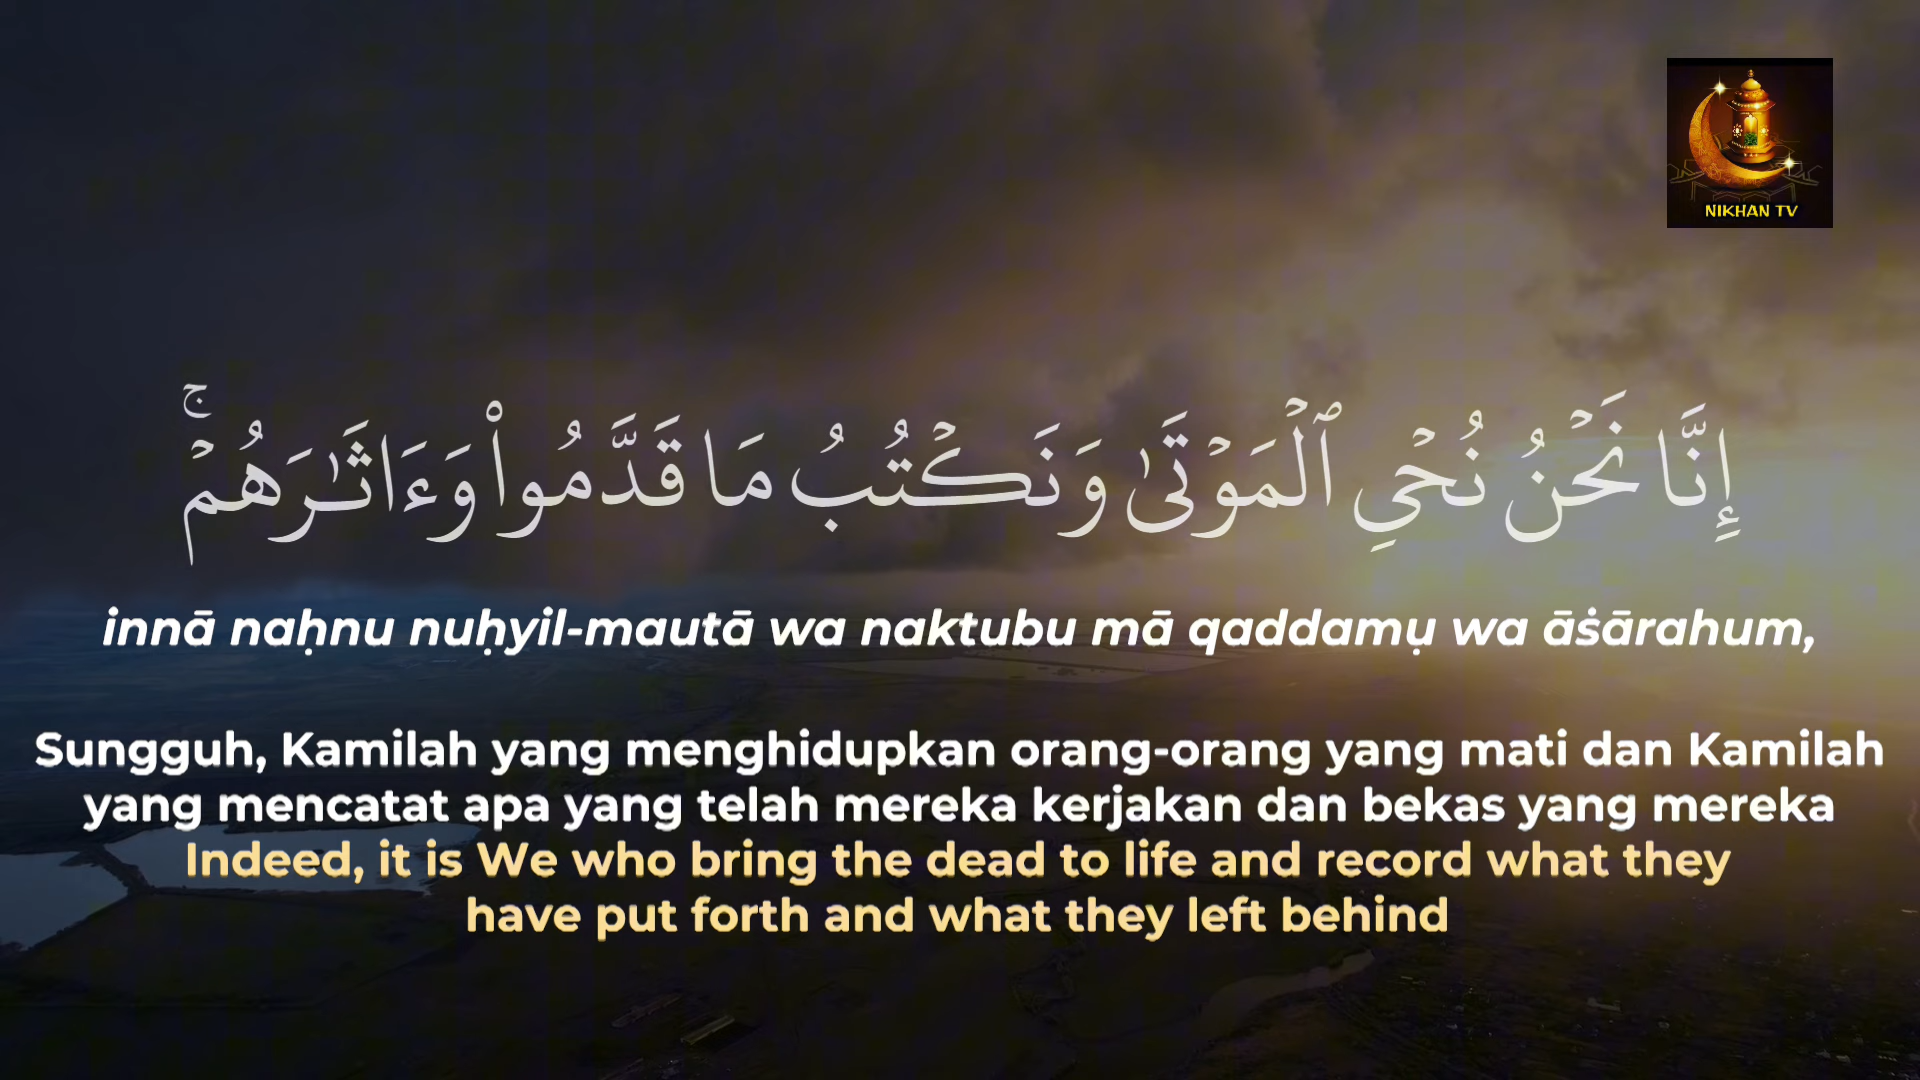 NIKHAN TV
إِنَّا نَحْنُ نُحْىِ ٱلْمَوْتَىٰ وَنَكْتُبُ مَا قَدَّمُوا۟ وَءَاثَـٰرَهُمْ ۚ
innā naḥnu nuḥyil-mautā wa naktubu mā qaddamụ wa āṡārahum,
Sungguh, Kamilah yang menghidupkan orang-orang yang mati dan Kamilah
yang mencatat apa yang telah mereka kerjakan dan bekas yang mereka
Indeed, it is We who bring the dead to life and record what they
have put forth and what they left behind